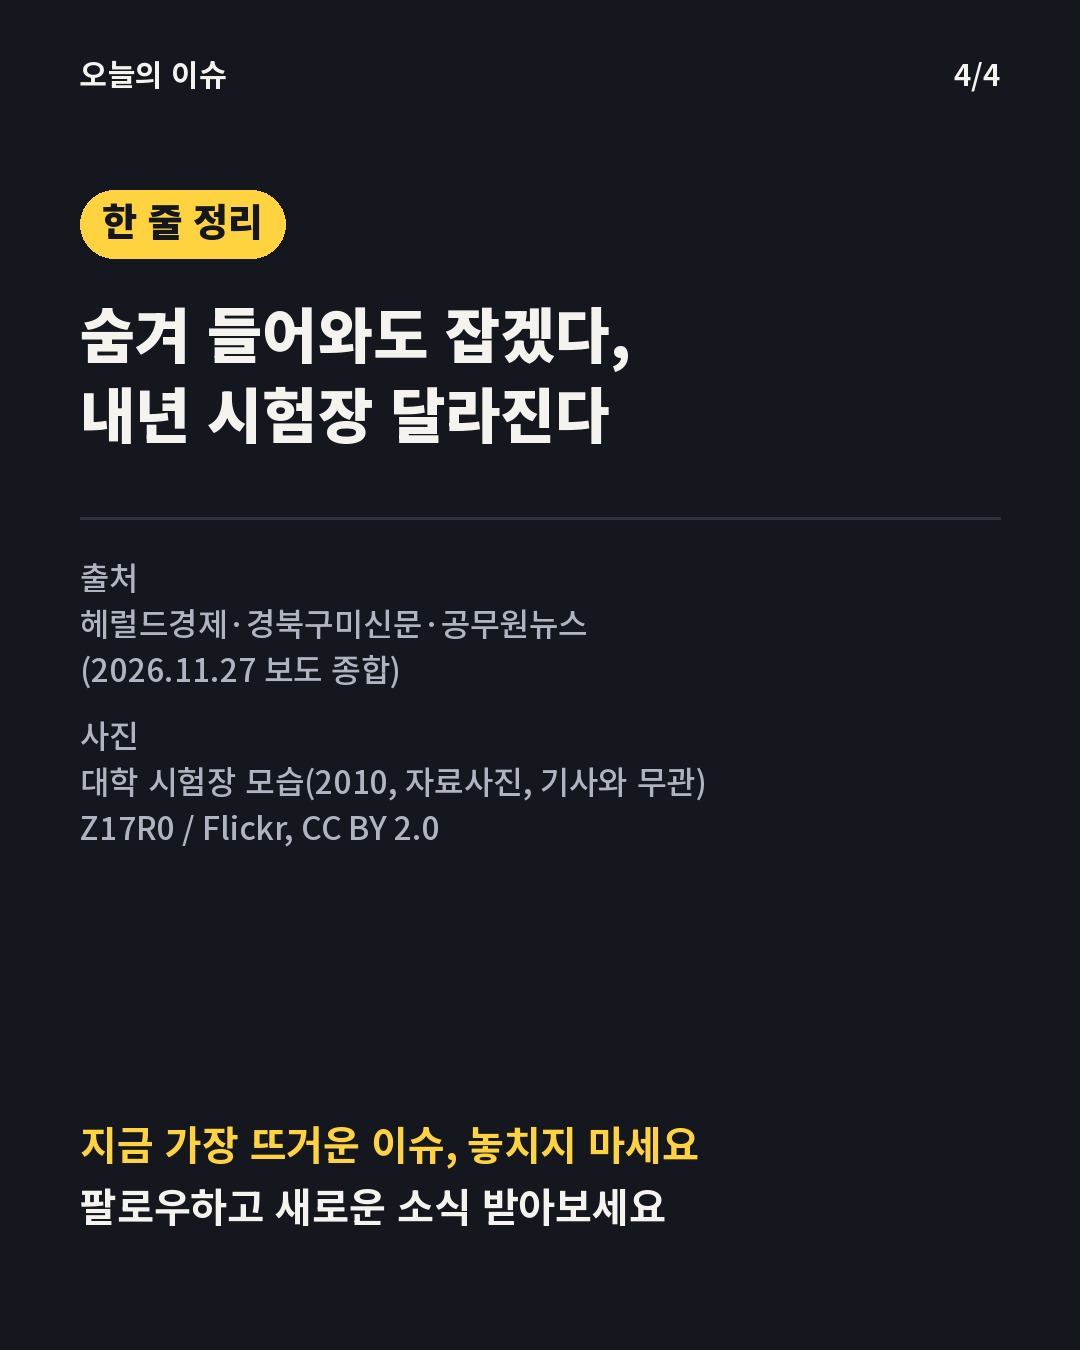 오늘의 이슈
4/4
한 줄 정리
숨겨 들어와도 잡겠다,
내년 시험장 달라진다
출처
헤럴드경제·경북구미신문·공무원뉴스
(2026.11.27 보도 종합)
사진
대학 시험장 모습(2010, 자료사진, 기사와 무관)
Z17R0 / Flickr, CC BY 2.0
지금 가장 뜨거운 이슈, 놓치지 마세요
팔로우하고 새로운 소식 받아보세요